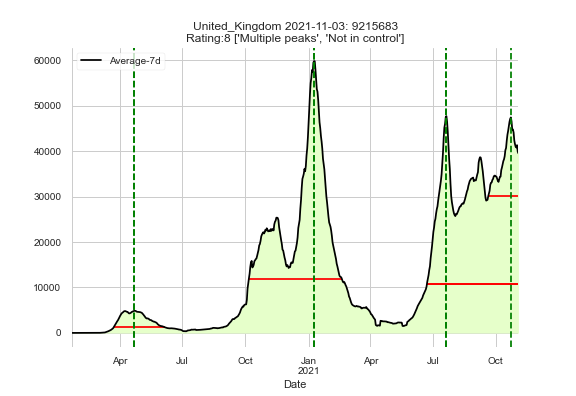 United_Kingdom 2021-11-03: 9215683
Rating:8 ['Multiple peaks', 'Not in control']
Average-7d
60000
50000
40000
30000
20000
10000
0
Apr Jul Oct Jan Apr Jul Oct
2021
Date